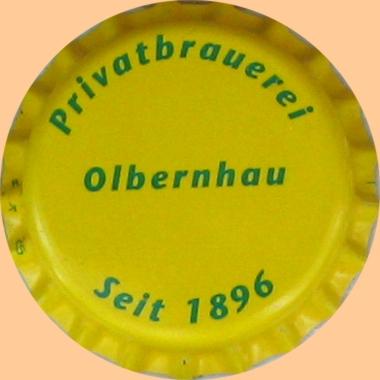 Privatbrauerei
Olbernhau
Seit 1896